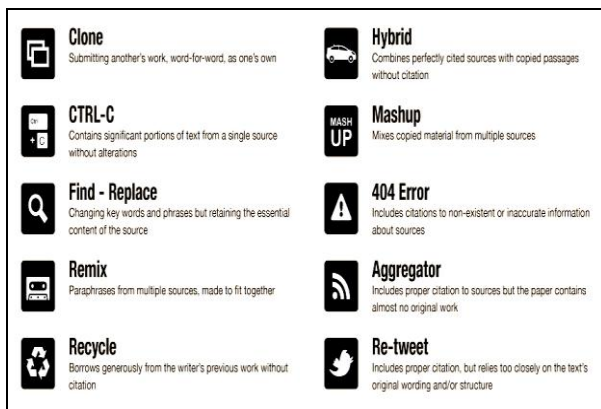 Clone
Submitting another's work, word-for-word, as one's own
Ctrl
+ C
CTRL-C
Contains significant portions of text from a single source
without alterations
Find - Replace
Changing key words and phrases but retaining the essential
content of the source
Remix
Paraphrases from multiple sources, made to fit together
Recycle
Borrows generously from the writer's previous work without
citation
Hybrid
Combines perfectly cited sources with copied passages
without citation
MASH
UP
Mashup
Mixes copied material from multiple sources
404 Error
Includes citations to non-existent or inaccurate information
about sources
Aggregator
Includes proper citation to sources but the paper contains
almost no original work
Re-tweet
Includes proper citation, but relies too closely on the text's
original wording and/or structure